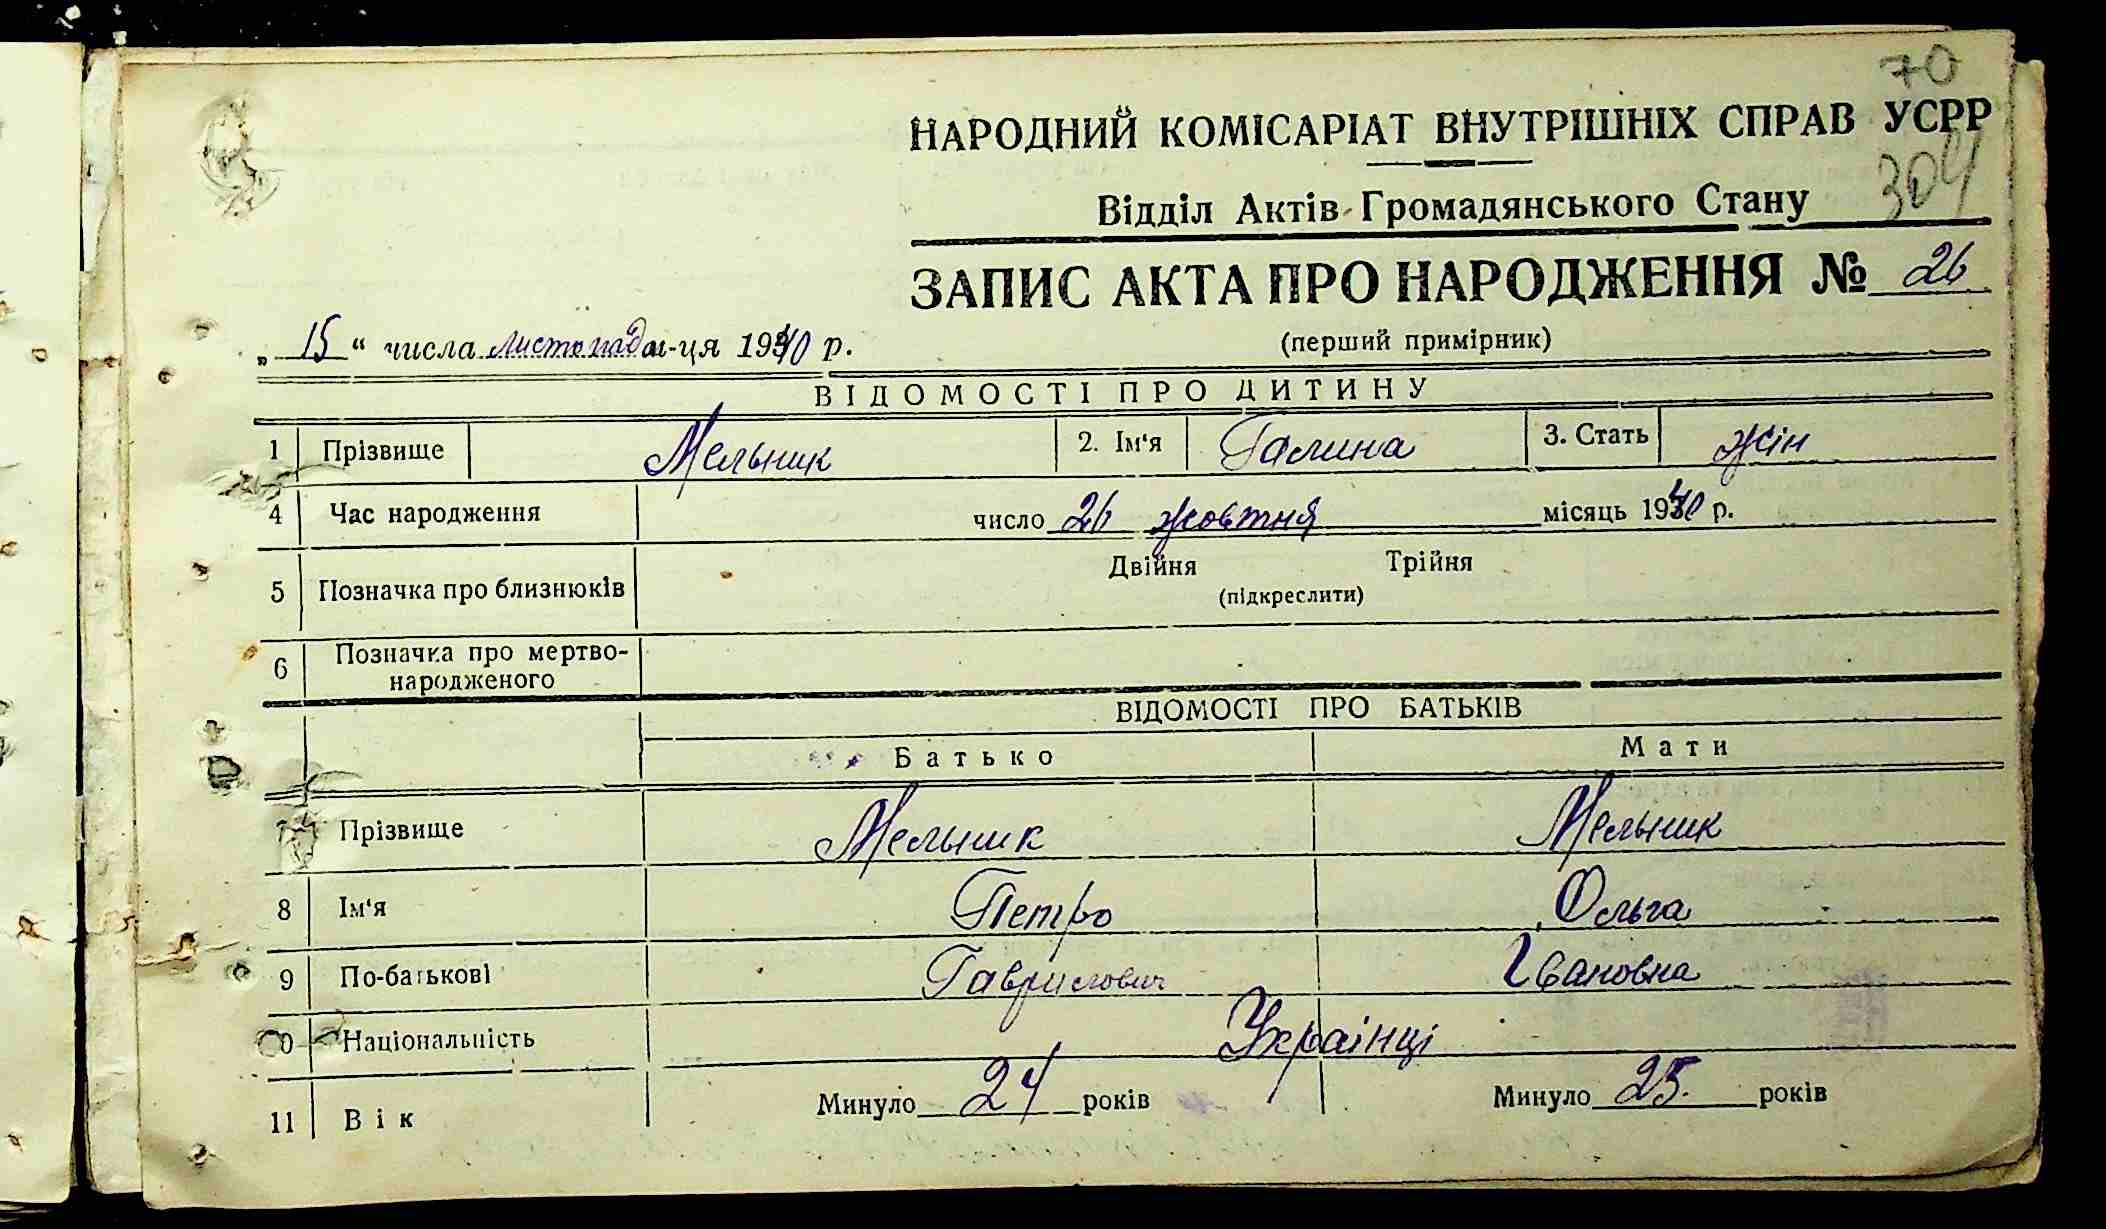 70
НАРОДНИЙ КОМІСАРІАТ ВНУТРІШНІХ СПРАВ УСРР
304
Відділ Актів Громадянського Стану
ЗАПИС АКТА ПРО НАРОДЖЕННЯ № 26
„ 15 “ числа листопада м-ця 1940 р.
(перший примірник)
ВІДОМОСТІ ПРО ДИТИНУ
1 Прізвище Мельник 2. Ім'я Галина 3. Стать жін
4 Час народження число 26 жовтня місяць 1940 р.
5 Позначка про близнюків Двійня Трійня
(підкреслити)
6 Позначка про мертво-
народженого
ВІДОМОСТІ ПРО БАТЬКІВ
Батько Мати
7 Прізвище Мельник Мельник
8 Ім'я Петро Ольга
9 По-батькові Гаврилович Івановна
10 Національність Українці
11 Вік Минуло 24 років Минуло 25. років